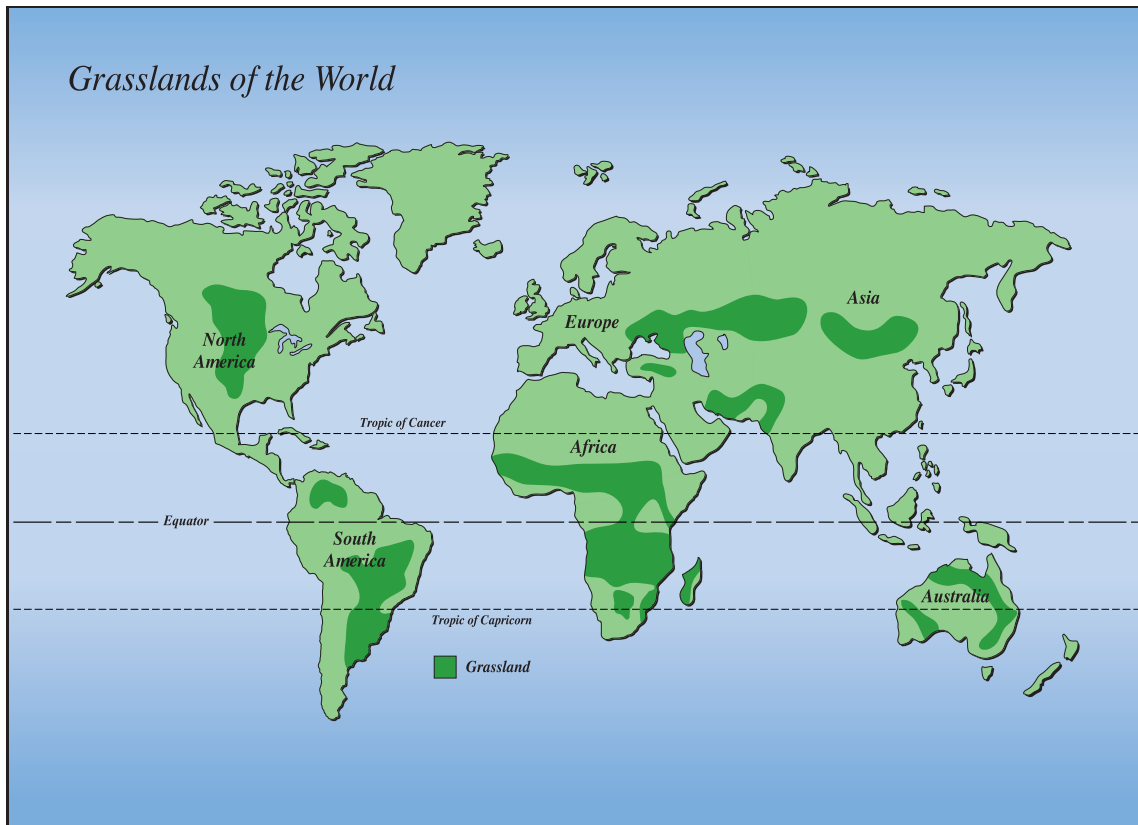 Grasslands of the World
North
America
Europe
Asia
Tropic of Cancer
Africa
Equator
South
America
Australia
Tropic of Capricorn
Grassland